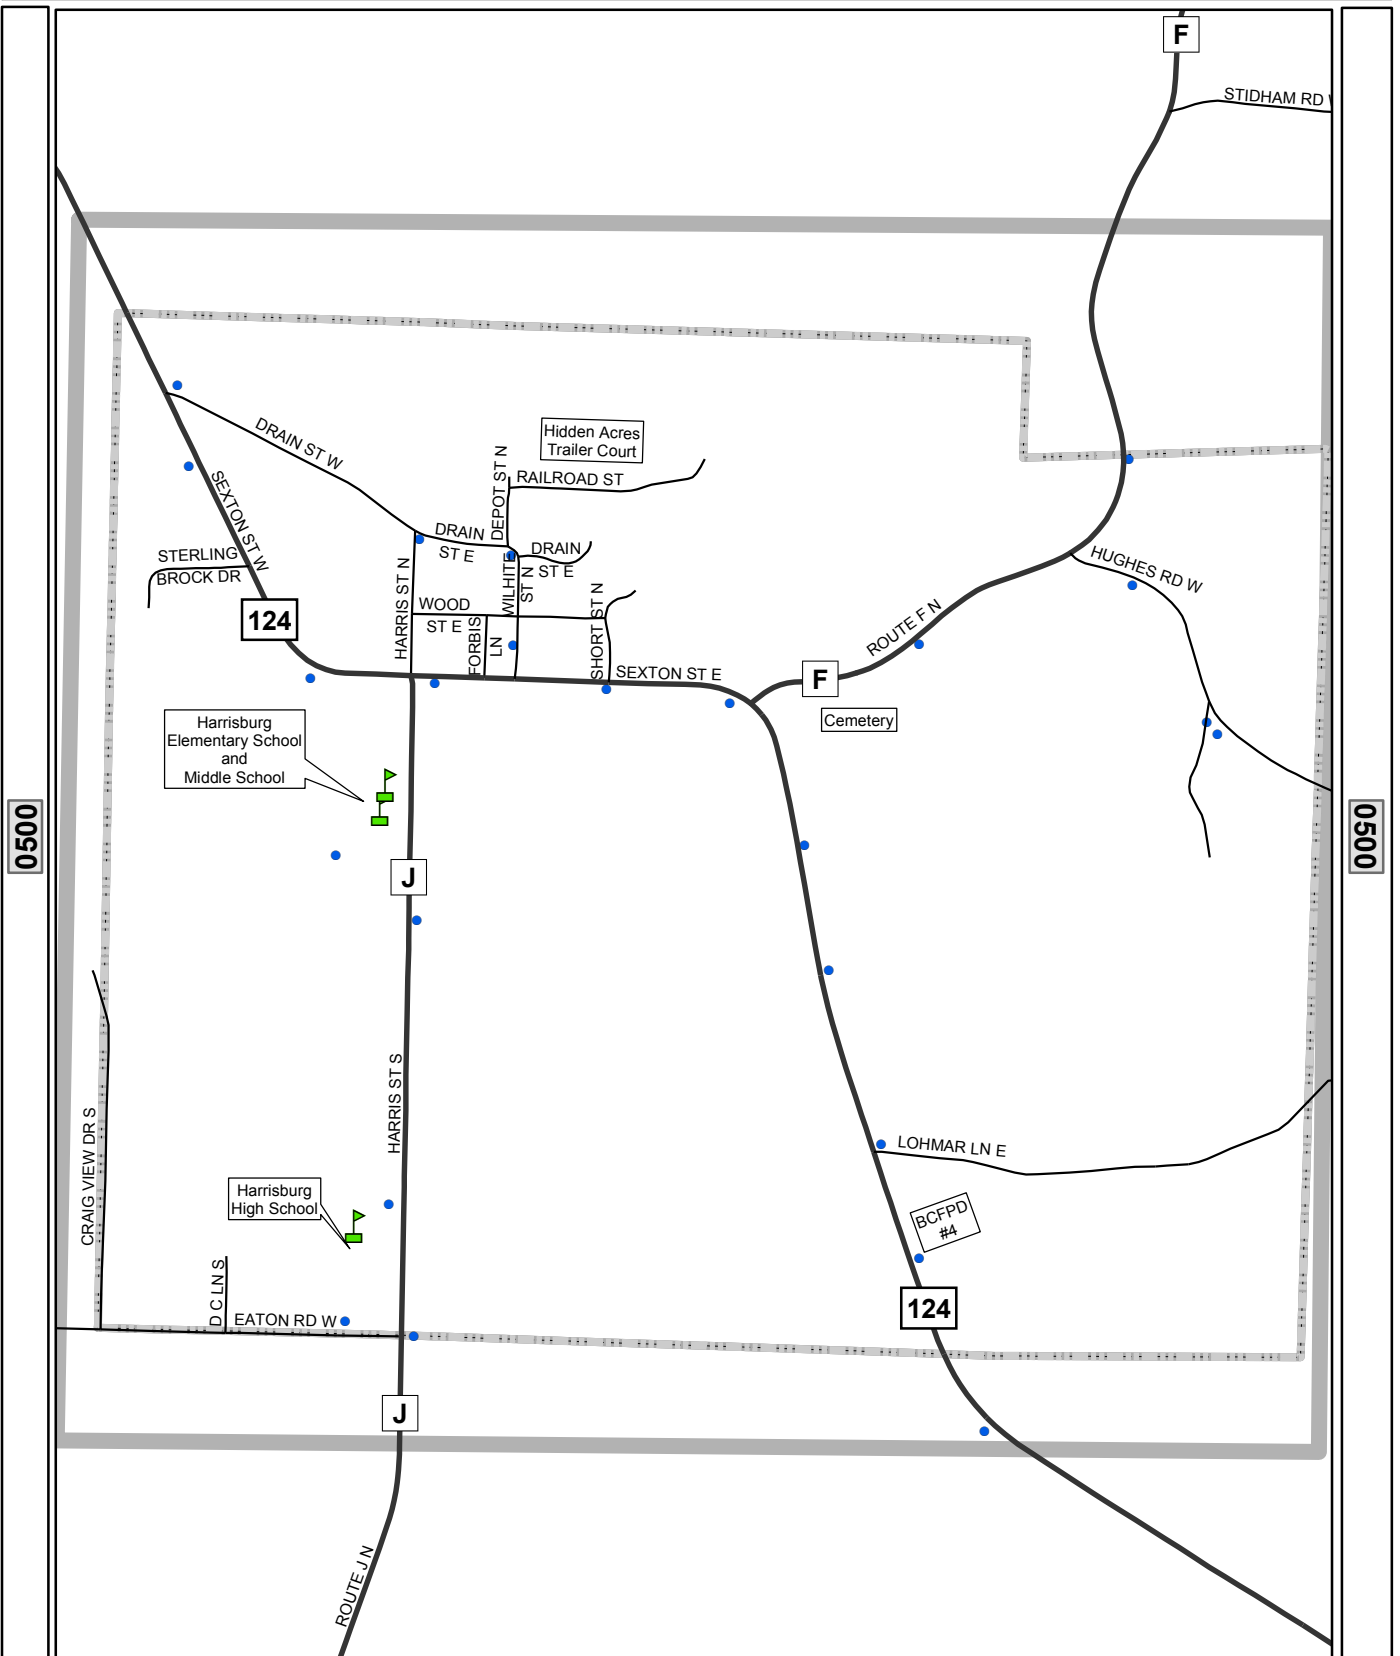 F
STIDHAM RD
DRAIN ST W
Hidden Acres
Trailer Court
DEPOT ST N
RAILROAD ST
SEXTON ST W
DRAIN
ST E
DRAIN
ST E
STERLING
BROCK DR
HUGHES RD W
HARRIS ST N
WILHITE
ST N
WOOD
ST E
FORBIS
LN
SHORT ST N
124
ROUTE F N
SEXTON ST E
F
Cemetery
Harrisburg
Elementary School
and
Middle School
0500
0500
J
HARRIS ST S
CRAIG VIEW DR S
LOHMAR LN E
Harrisburg
High School
BCFPD
#4
D C LN S
EATON RD W
124
J
ROUTE J N